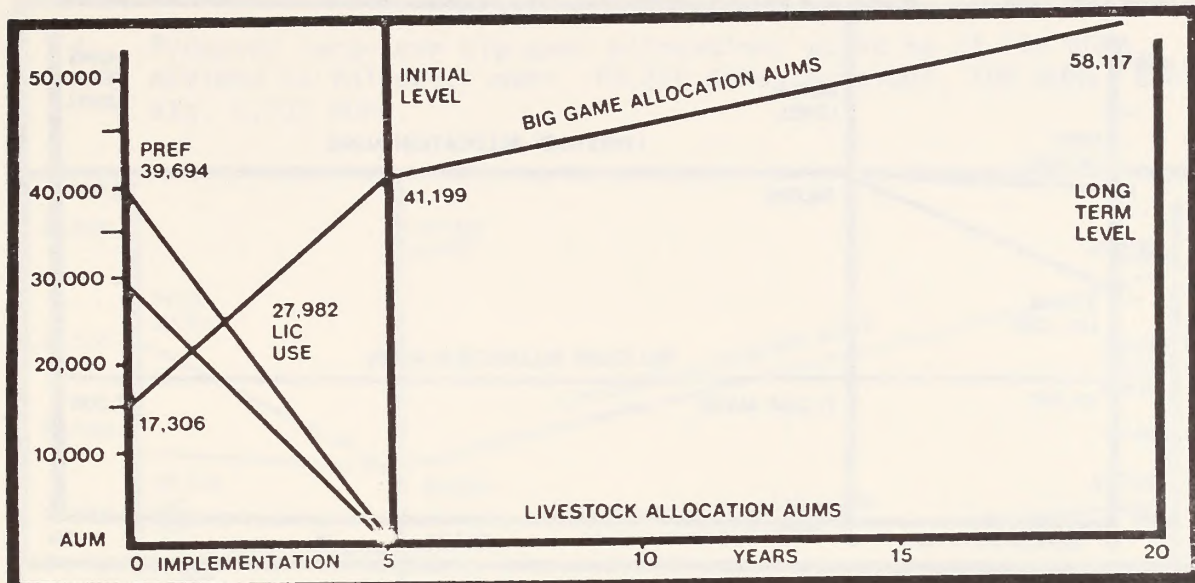 50,000
40,000
30,000
20,000
10,000
AUM
PREF
39,694
17,306
27,982
LIC
USE
INITIAL
LEVEL
41,199
BIG GAME ALLOCATION AUMS
58,117
LONG
TERM
LEVEL
LIVESTOCK ALLOCATION AUMS
0 IMPLEMENTATION 5 10 YEARS 15 20